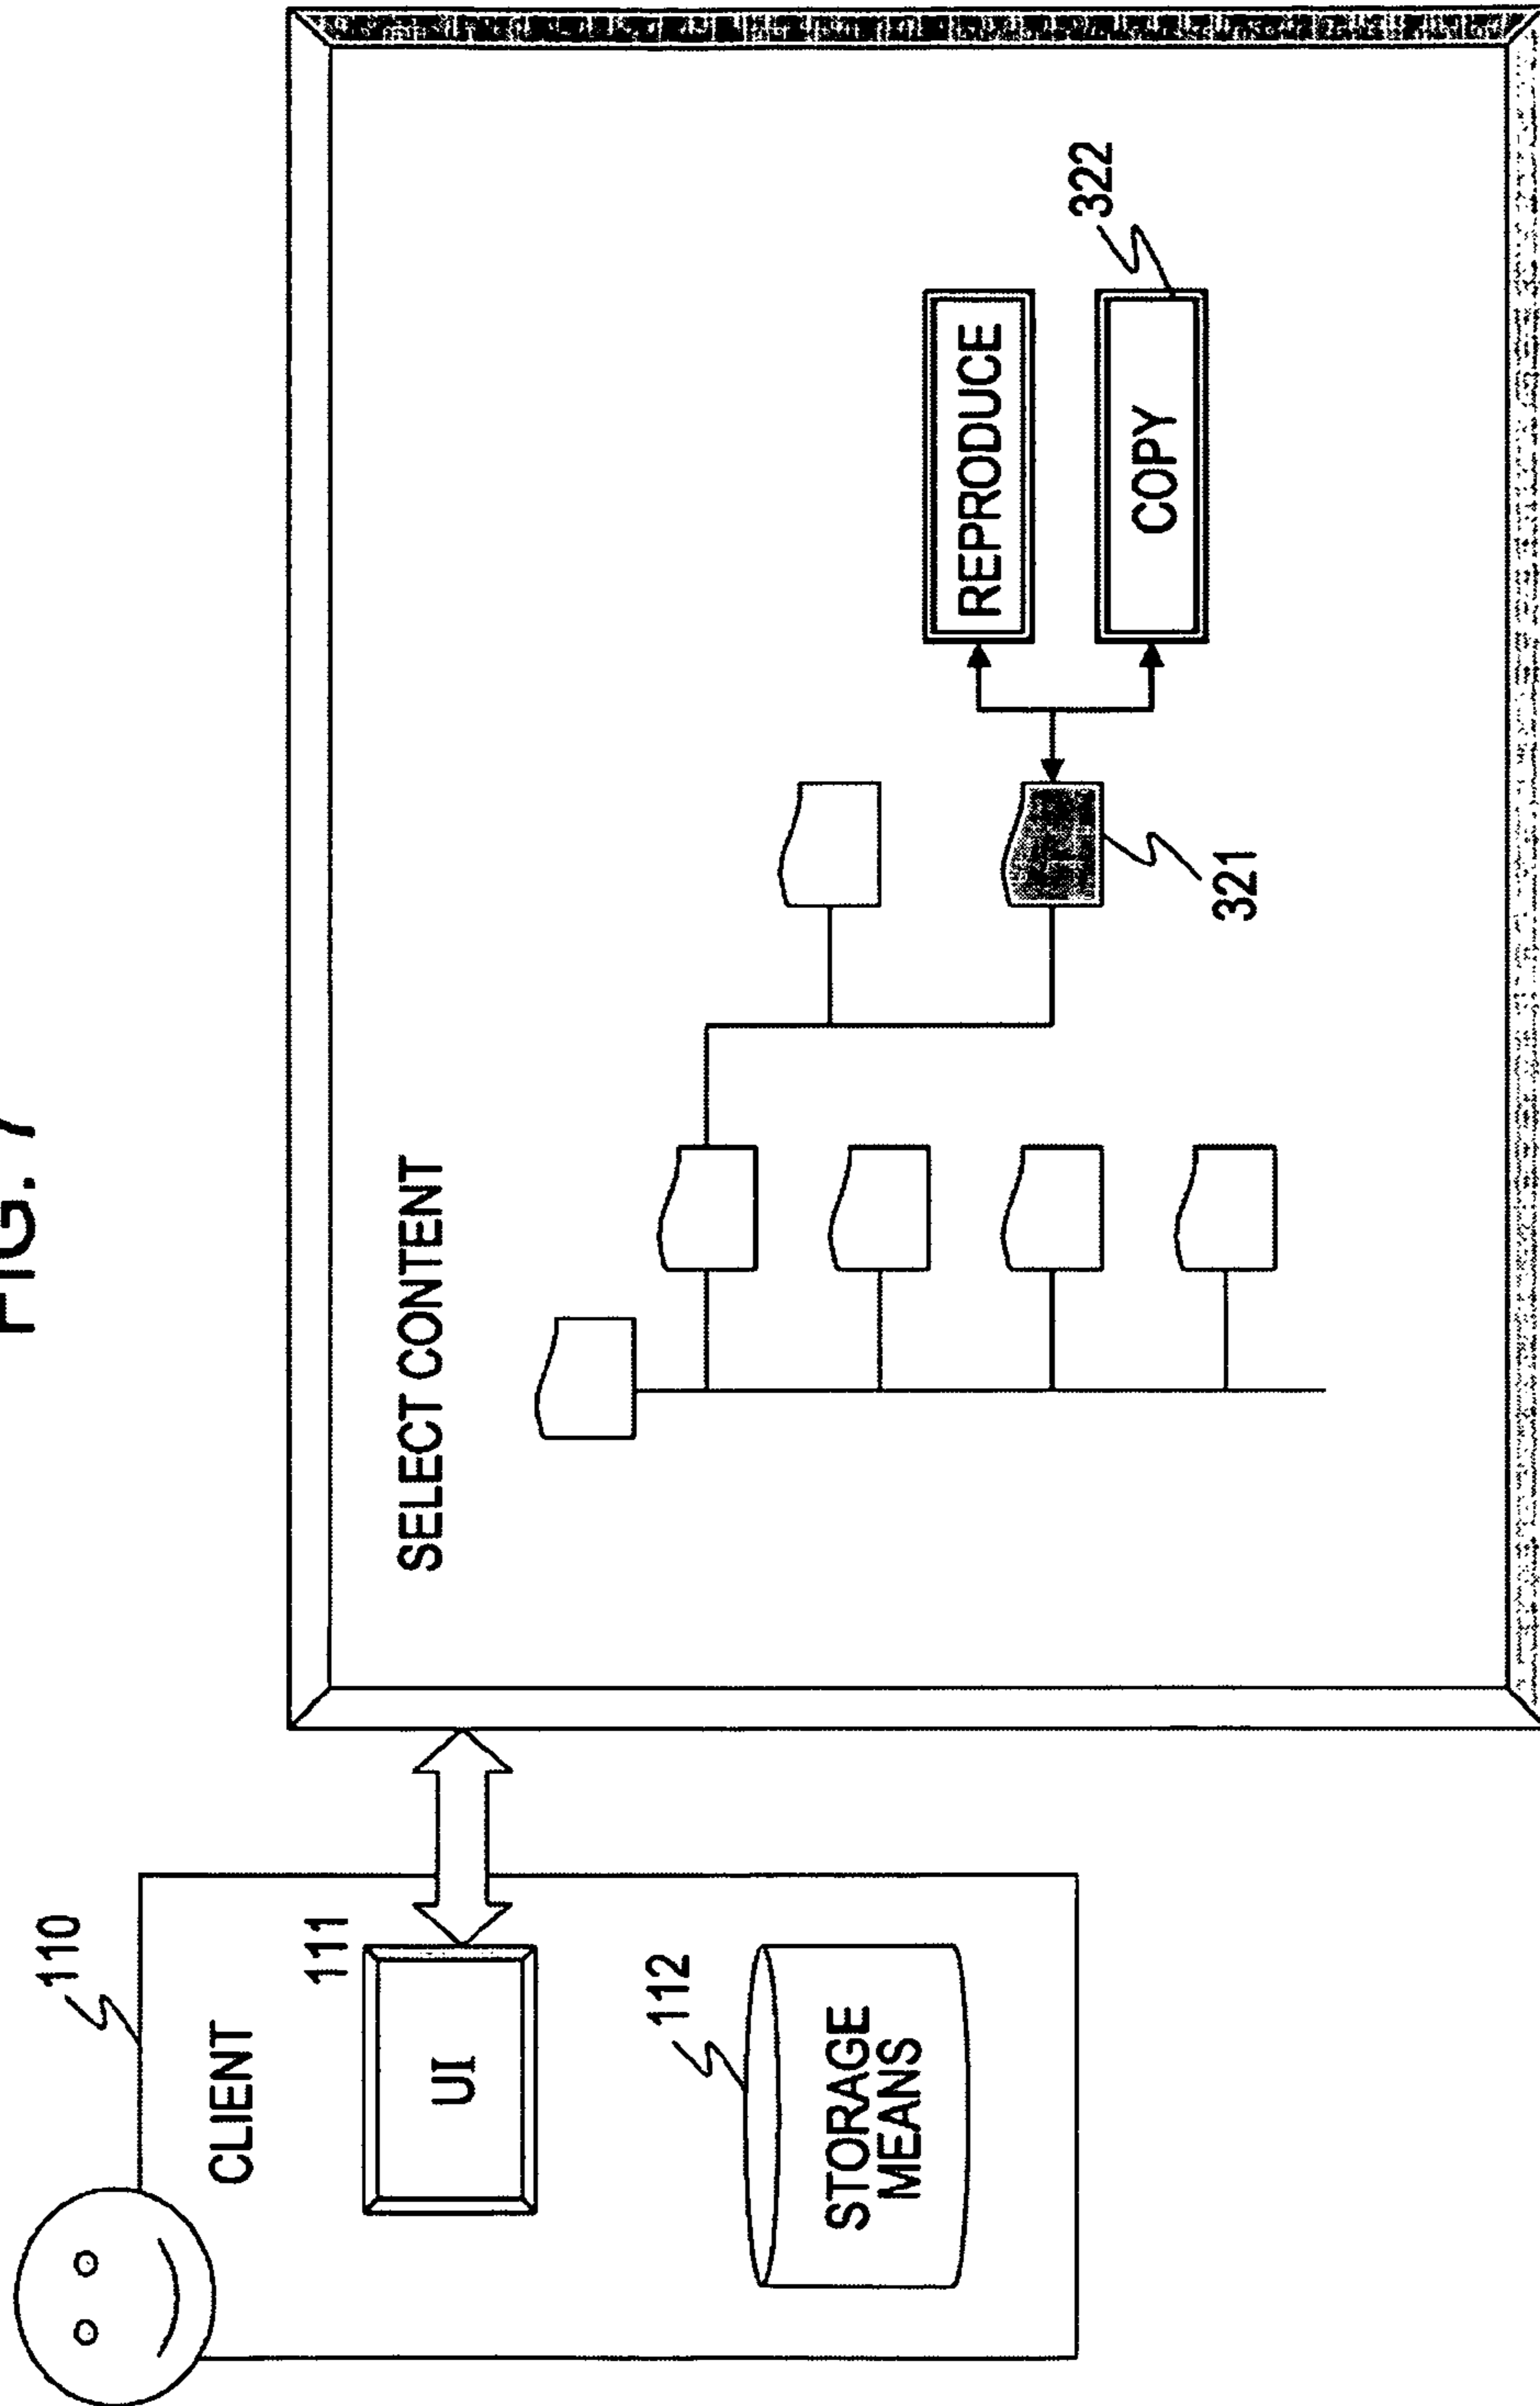 FIG. 7
110
CLIENT
111
UI
112
STORAGE
MEANS
SELECT CONTENT
321
REPRODUCE
COPY
322